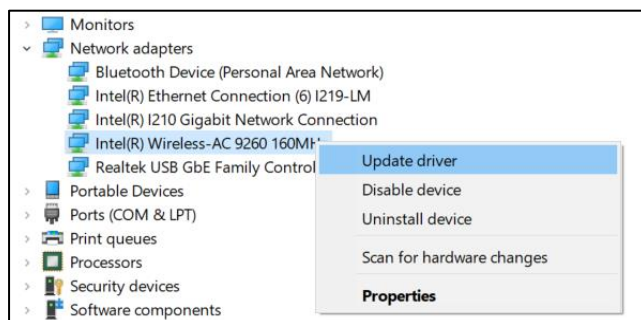 Monitors
Network adapters
Bluetooth Device (Personal Area Network)
Intel(R) Ethernet Connection (6) I219-LM
Intel(R) I210 Gigabit Network Connection
Intel(R) Wireless-AC 9260 160MH
Realtek USB GbE Family Control
Portable Devices
Ports (COM & LPT)
Print queues
Processors
Security devices
Software components
Update driver
Disable device
Uninstall device
Scan for hardware changes
Properties